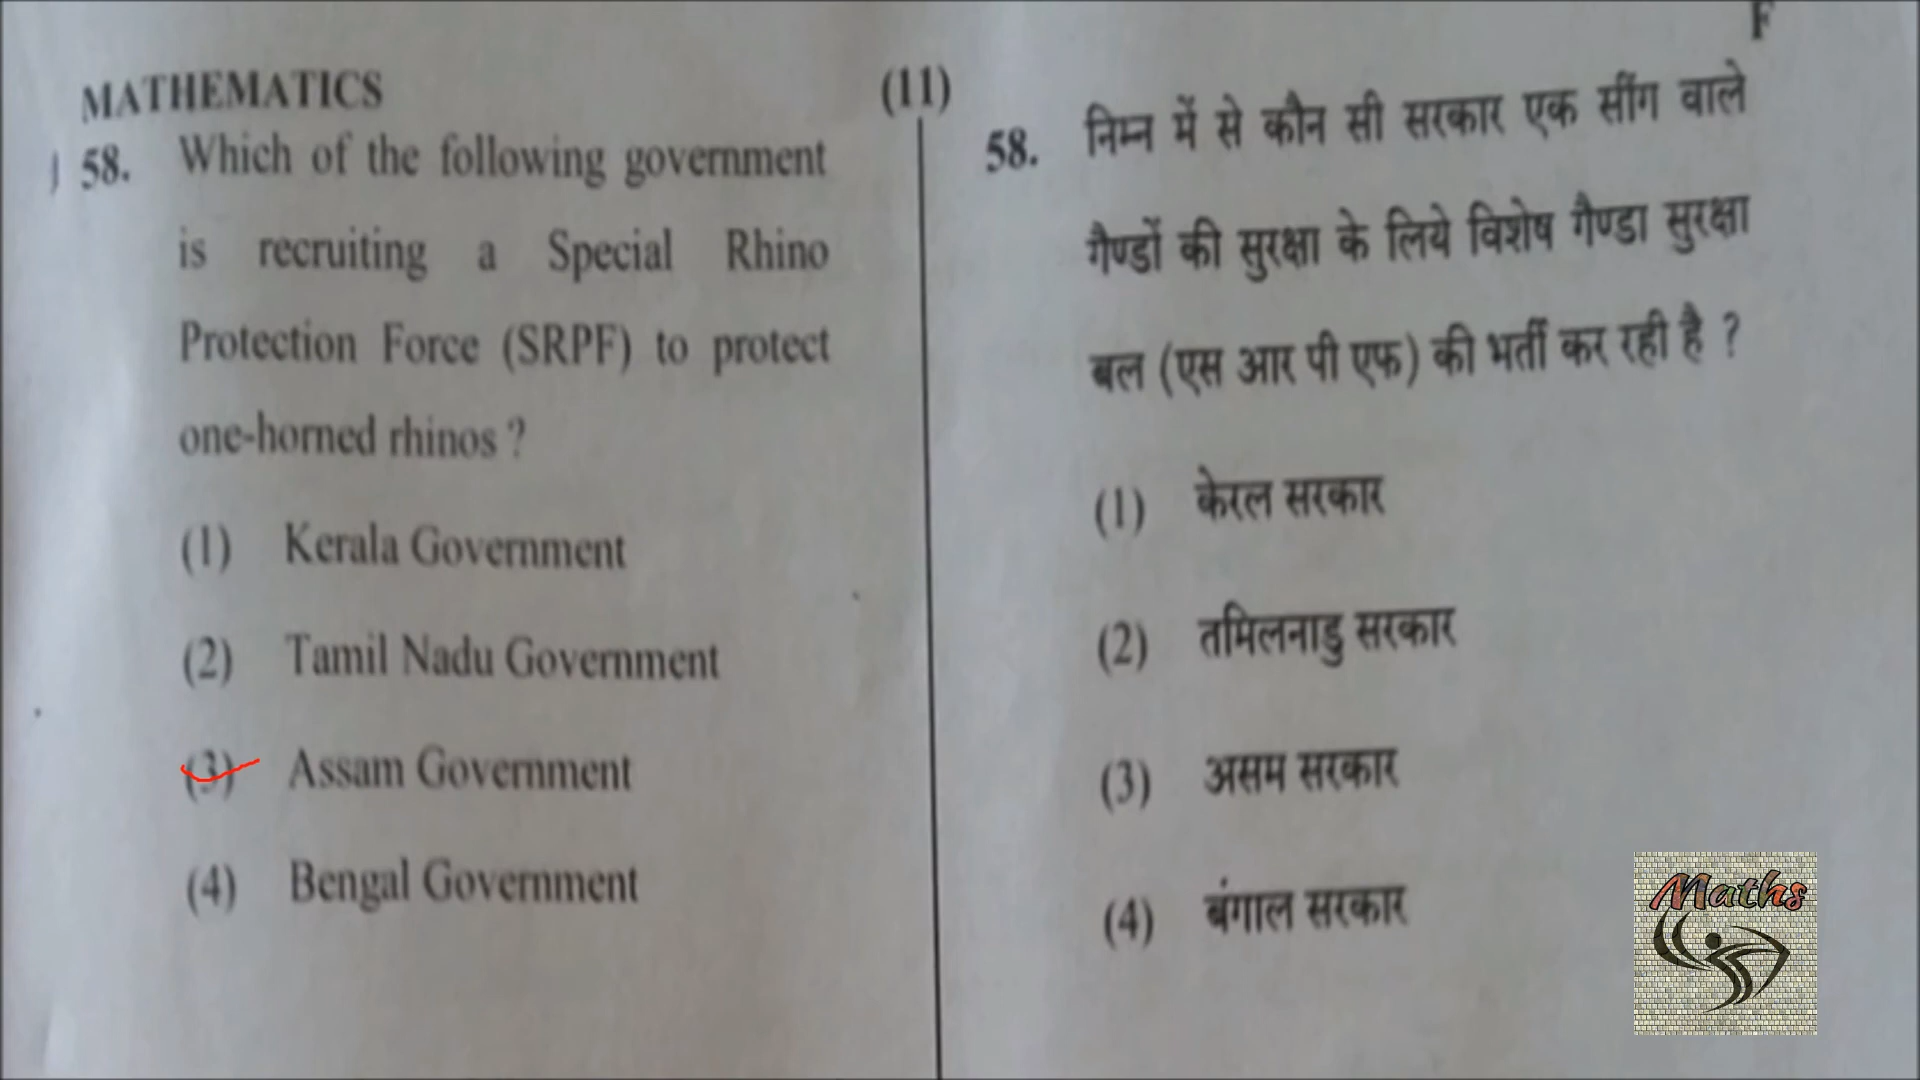 F
MATHEMATICS
(11)
58. Which of the following government
is recruiting a Special Rhino
Protection Force (SRPF) to protect
one-horned rhinos ?
(1) Kerala Government
(2) Tamil Nadu Government
(3) Assam Government
(4) Bengal Government
58. निम्न में से कौन सी सरकार एक सींग वाले
गैण्डों की सुरक्षा के लिये विशेष गैण्डा सुरक्षा
बल (एस आर पी एफ) की भर्ती कर रही है ?
(1) केरल सरकार
(2) तमिलनाडु सरकार
(3) असम सरकार
(4) बंगाल सरकार
Maths